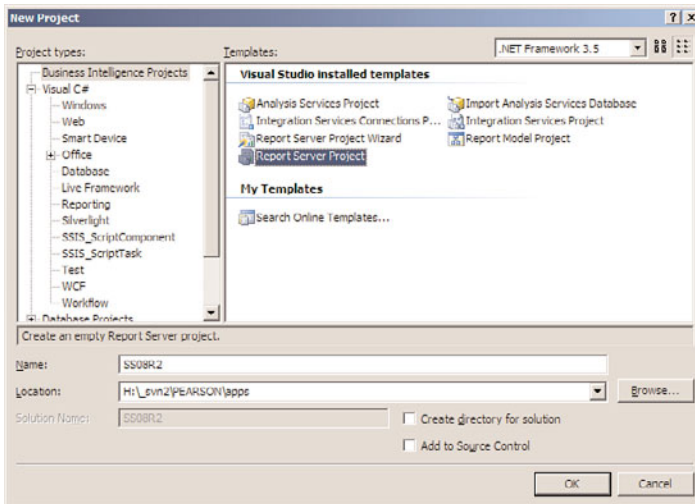 New Project
Project types:
Templates:
.NET Framework 3.5
Business Intelligence Projects
Visual C#
Windows
Web
Smart Device
Office
Database
Live Framework
Reporting
Silverlight
SSIS_ScriptComponent
SSIS_ScriptTask
Test
WCF
Workflow
Database Projects
Visual Studio installed templates
Analysis Services Project
Import Analysis Services Database
Integration Services Connections P...
Integration Services Project
Report Server Project Wizard
Report Model Project
Report Server Project
My Templates
Search Online Templates...
Create an empty Report Server project.
Name:
SS08R2
Location:
H:\_svn2\PEARSON\apps
Browse...
Solution Name:
SS08R2
Create directory for solution
Add to Source Control
OK
Cancel